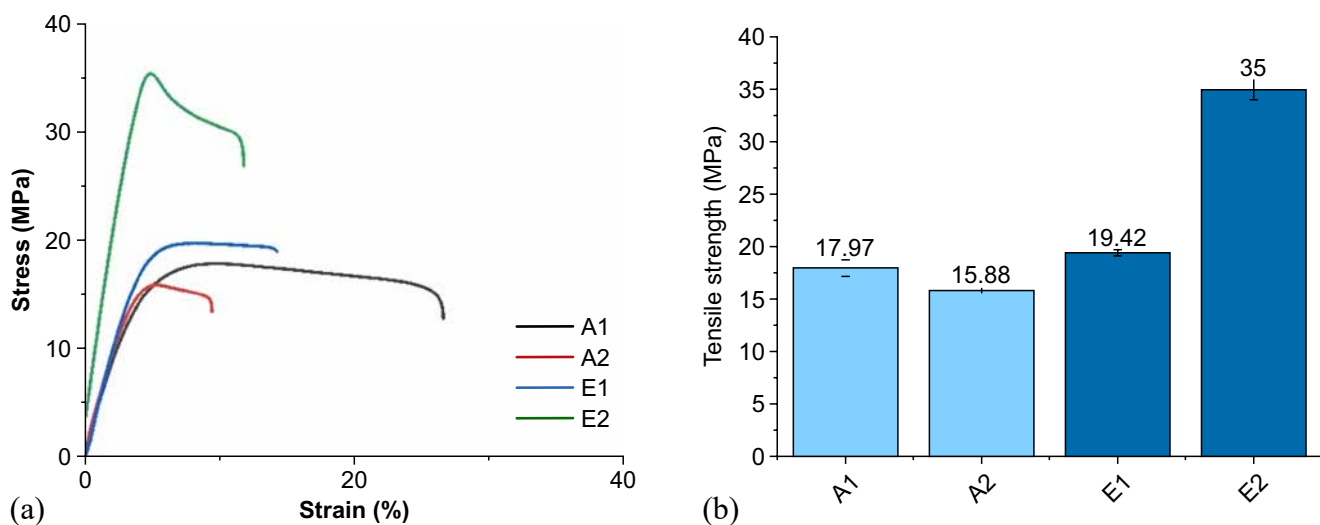 40
30
20
10
0
Stress (MPa)
0
20
40
Strain (%)
A1
A2
E1
E2
(a)
40
35
30
25
20
15
10
5
0
Tensile strength (MPa)
17.97
15.88
19.42
35
A1
A2
E1
E2
(b)